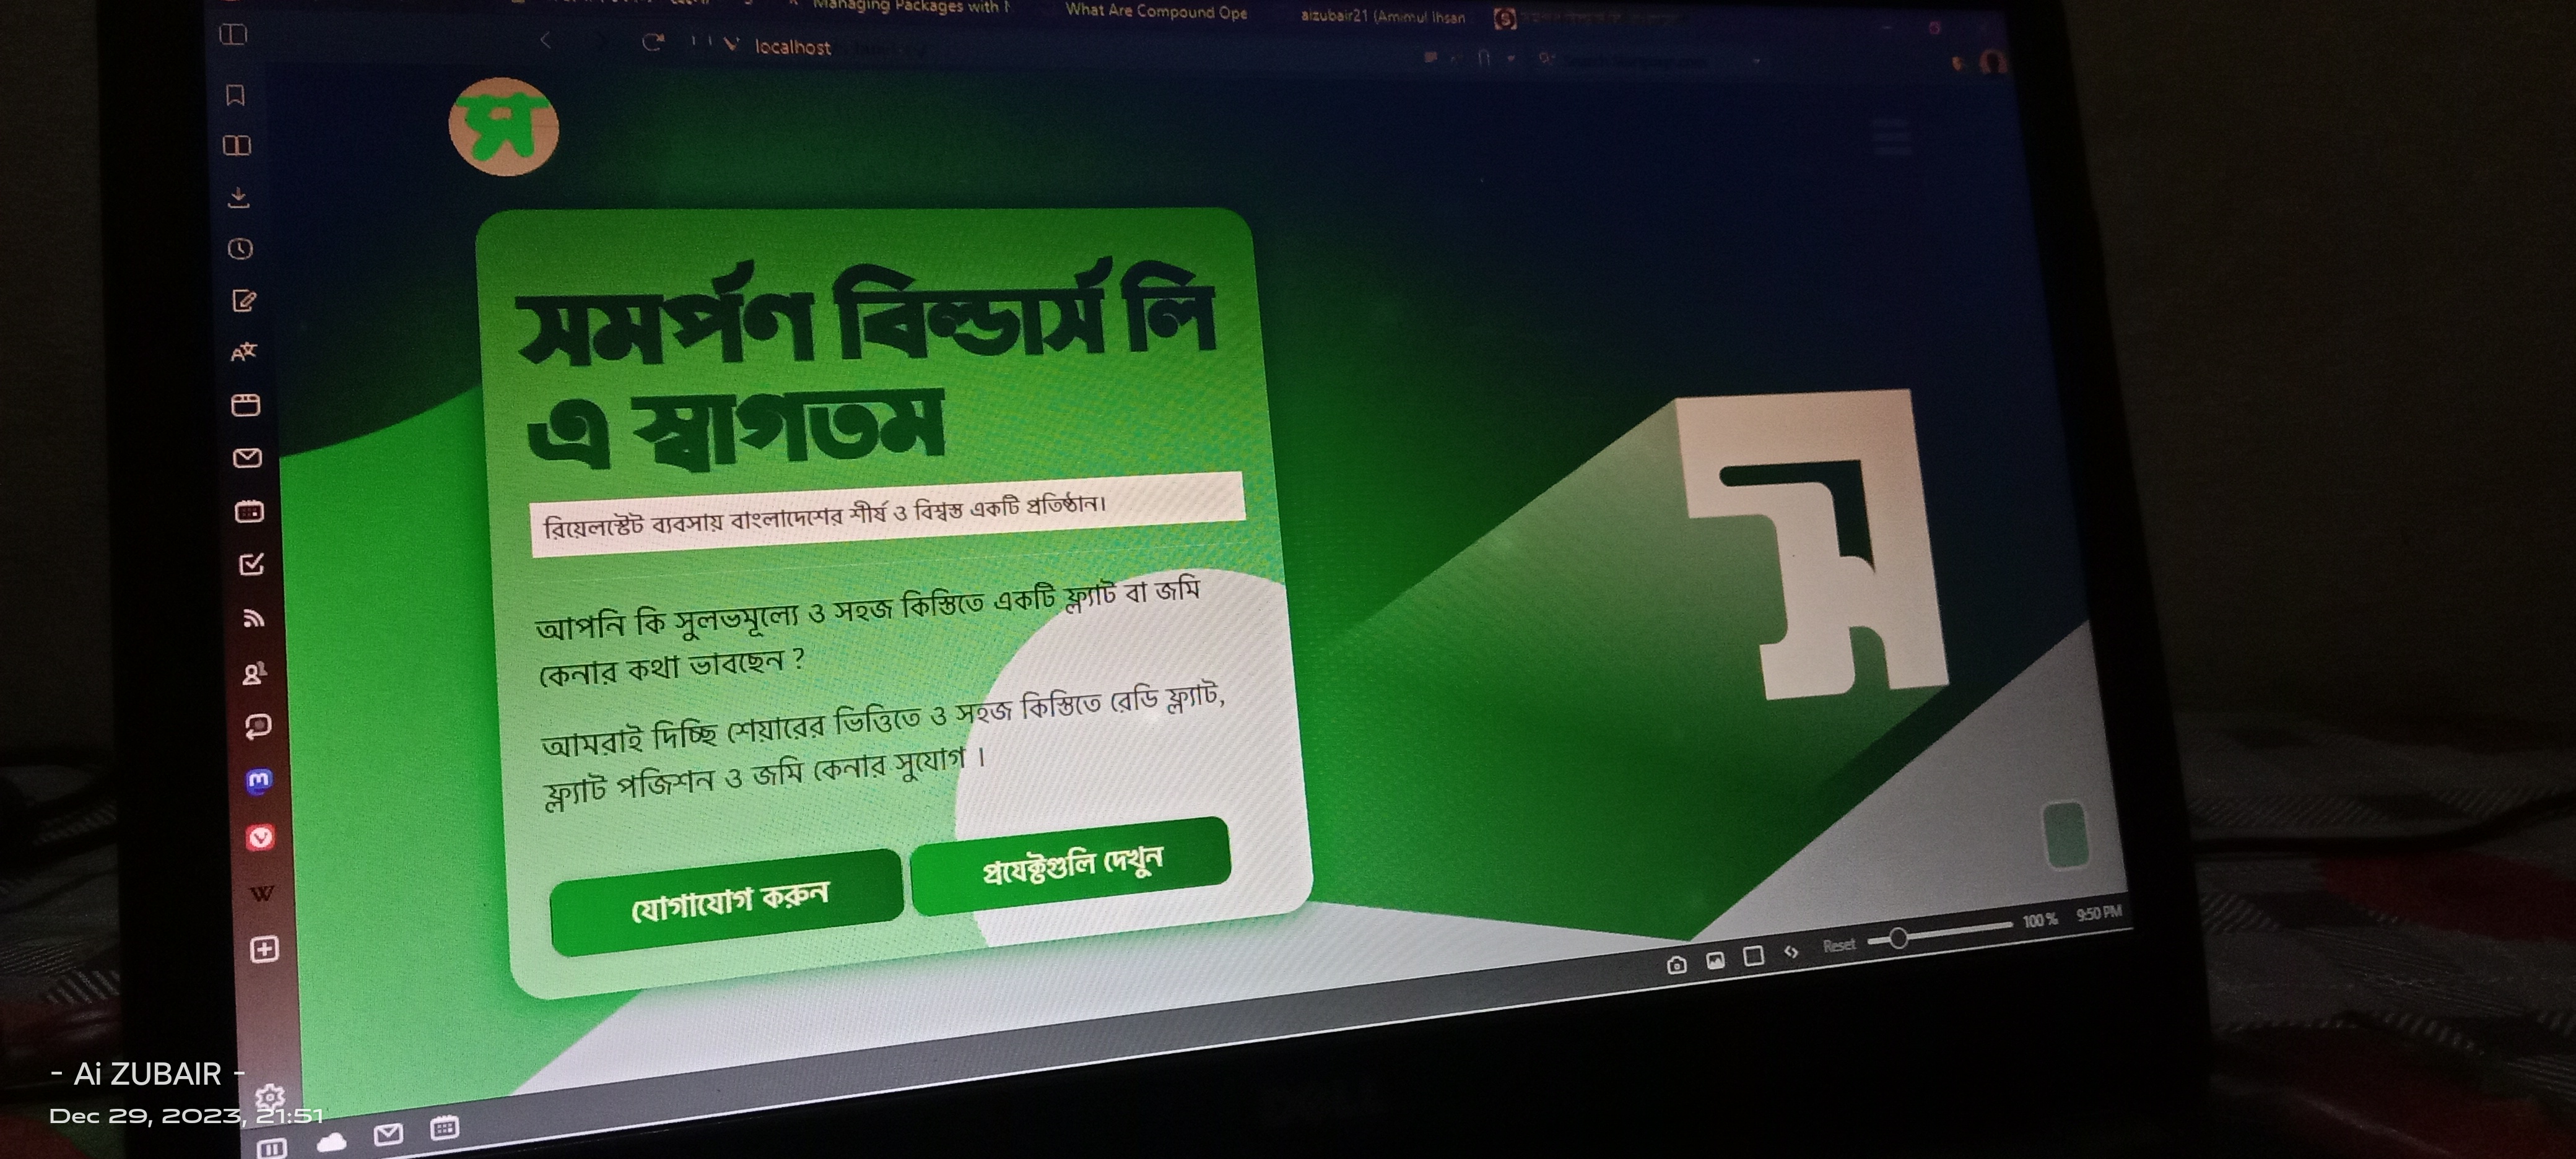 Managing Packages with
What Are Compound Ope
aizubair21 (Amimul Ihsan
localhost
স
সমর্পণ বিল্ডার্স লি
এ স্বাগতম
রিয়েলস্টেট ব্যবসায় বাংলাদেশের শীর্ষ ও বিশ্বস্ত একটি প্রতিষ্ঠান।
আপনি কি সুলভমূল্যে ও সহজ কিস্তিতে একটি ফ্ল্যাট বা জমি
কেনার কথা ভাবছেন ?
আমরাই দিচ্ছি শেয়ারের ভিত্তিতে ও সহজ কিস্তিতে রেডি ফ্ল্যাট,
ফ্ল্যাট পজিশন ও জমি কেনার সুযোগ ।
যোগাযোগ করুন
প্রযেক্টগুলি দেখুন
স
Reset
100 %
9:50 PM
- Ai ZUBAIR -
Dec 29, 2023, 21:51